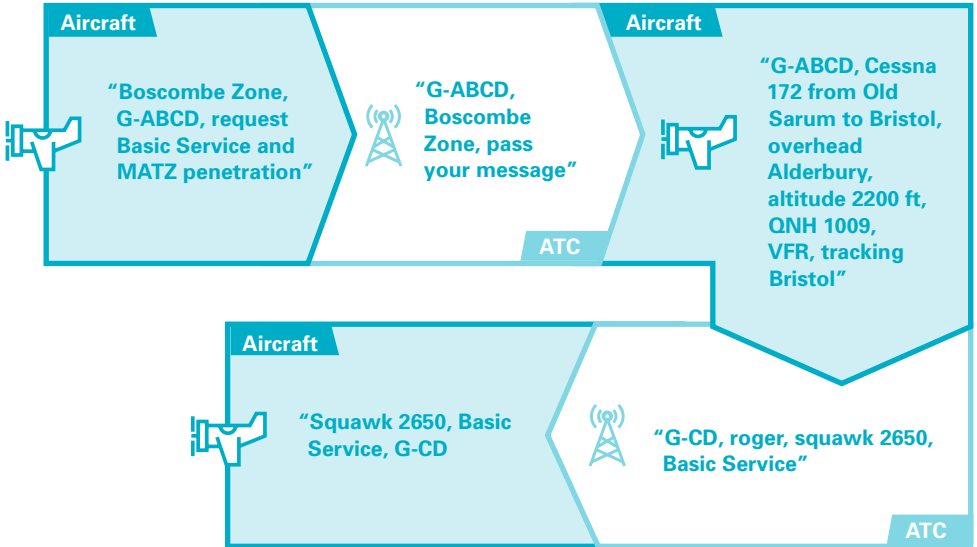 Aircraft
“Boscombe Zone,
G-ABCD, request
Basic Service and
MATZ penetration”
“G-ABCD,
Boscombe
Zone, pass
your message”
ATC
Aircraft
“G-ABCD, Cessna
172 from Old
Sarum to Bristol,
overhead
Alderbury,
altitude 2200 ft,
QNH 1009,
VFR, tracking
Bristol”
“G-CD, roger, squawk 2650,
Basic Service”
ATC
Aircraft
“Squawk 2650, Basic
Service, G-CD